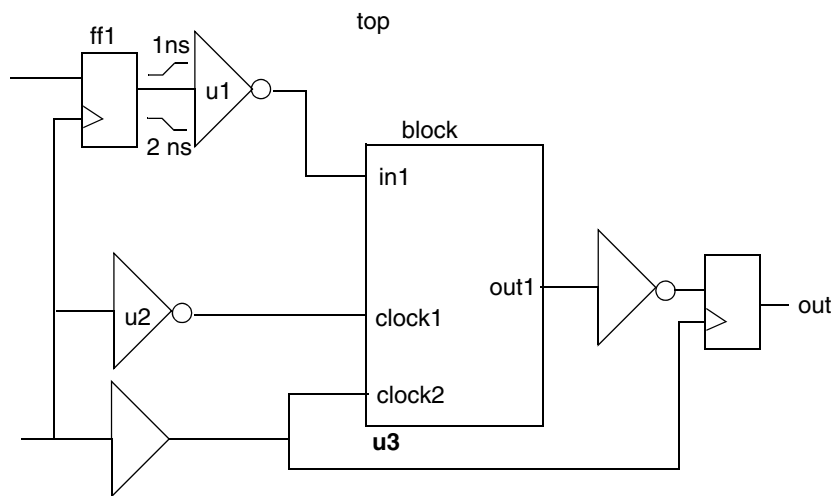 top
ff1
1ns
u1
2 ns
block
in1
out1
u2
clock1
out
clock2
u3